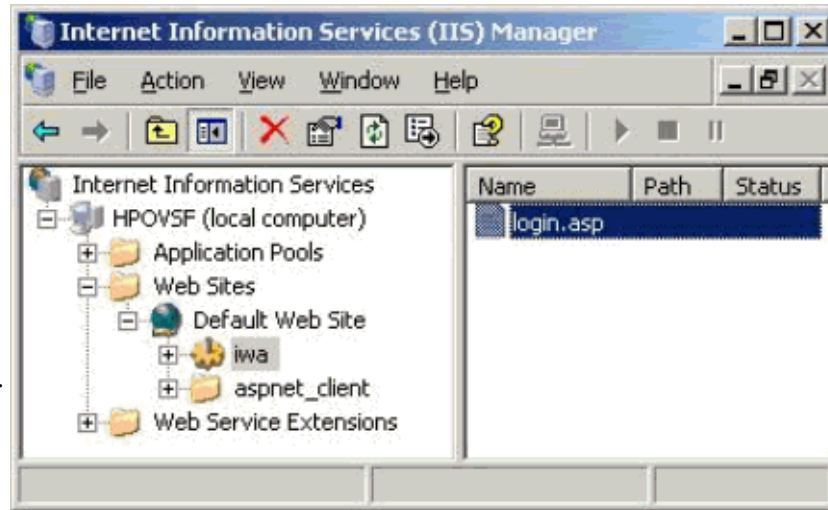 Internet Information Services (IIS) Manager
File Action View Window Help
Internet Information Services
HPOVSF (local computer)
Application Pools
Web Sites
Default Web Site
iwa
aspnet_client
Web Service Extensions
Name Path Status
login.asp